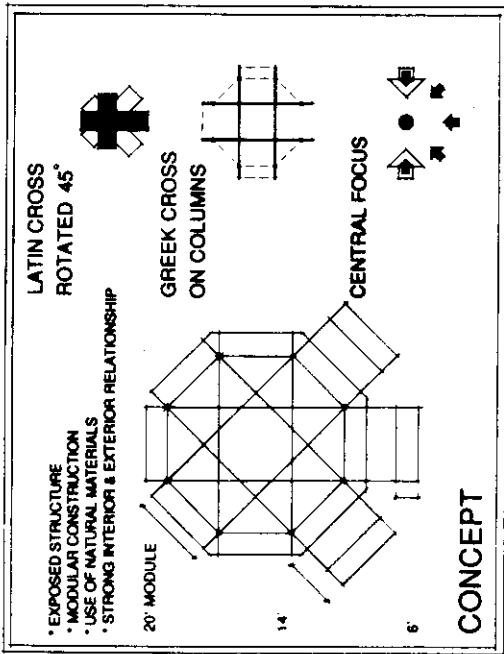 * EXPOSED STRUCTURE
* MODULAR CONSTRUCTION
* USE OF NATURAL MATERIALS
* STRONG INTERIOR & EXTERIOR RELATIONSHIP
20' MODULE
14'
6'
CONCEPT
LATIN CROSS
ROTATED 45°
GREEK CROSS
ON COLUMNS
CENTRAL FOCUS